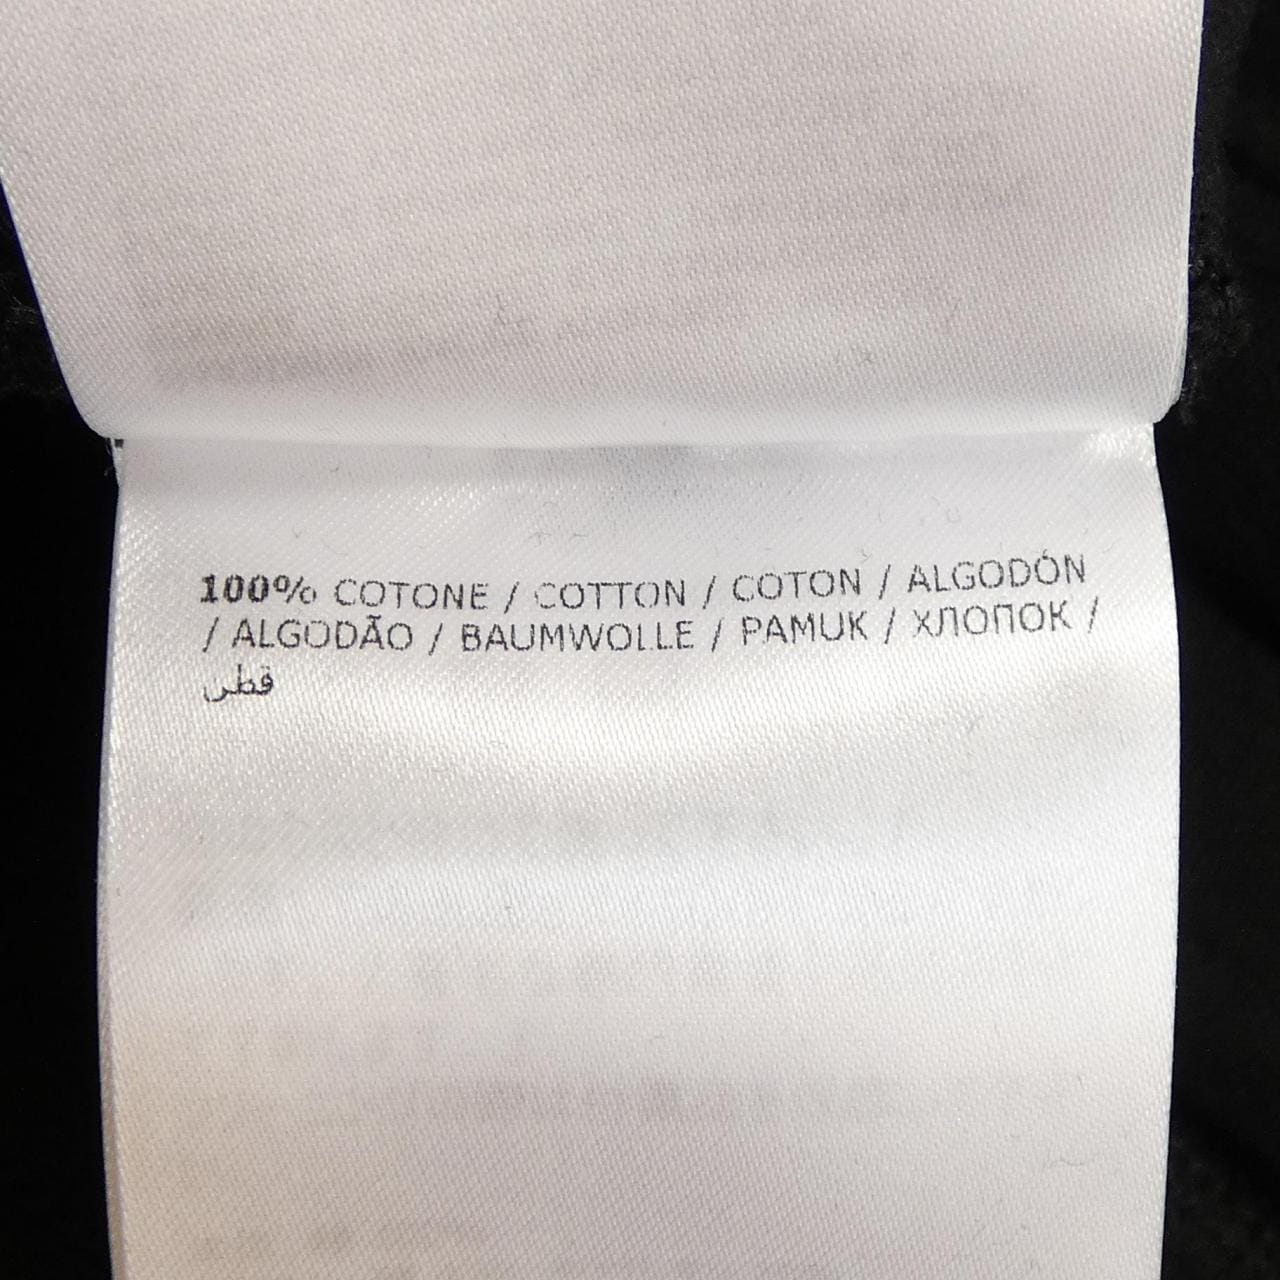 100% COTONE / COTTON / COTON / ALGODÓN
/ ALGODÃO / BAUMWOLLE / PAMUK / ХЛОПОК /
قطن